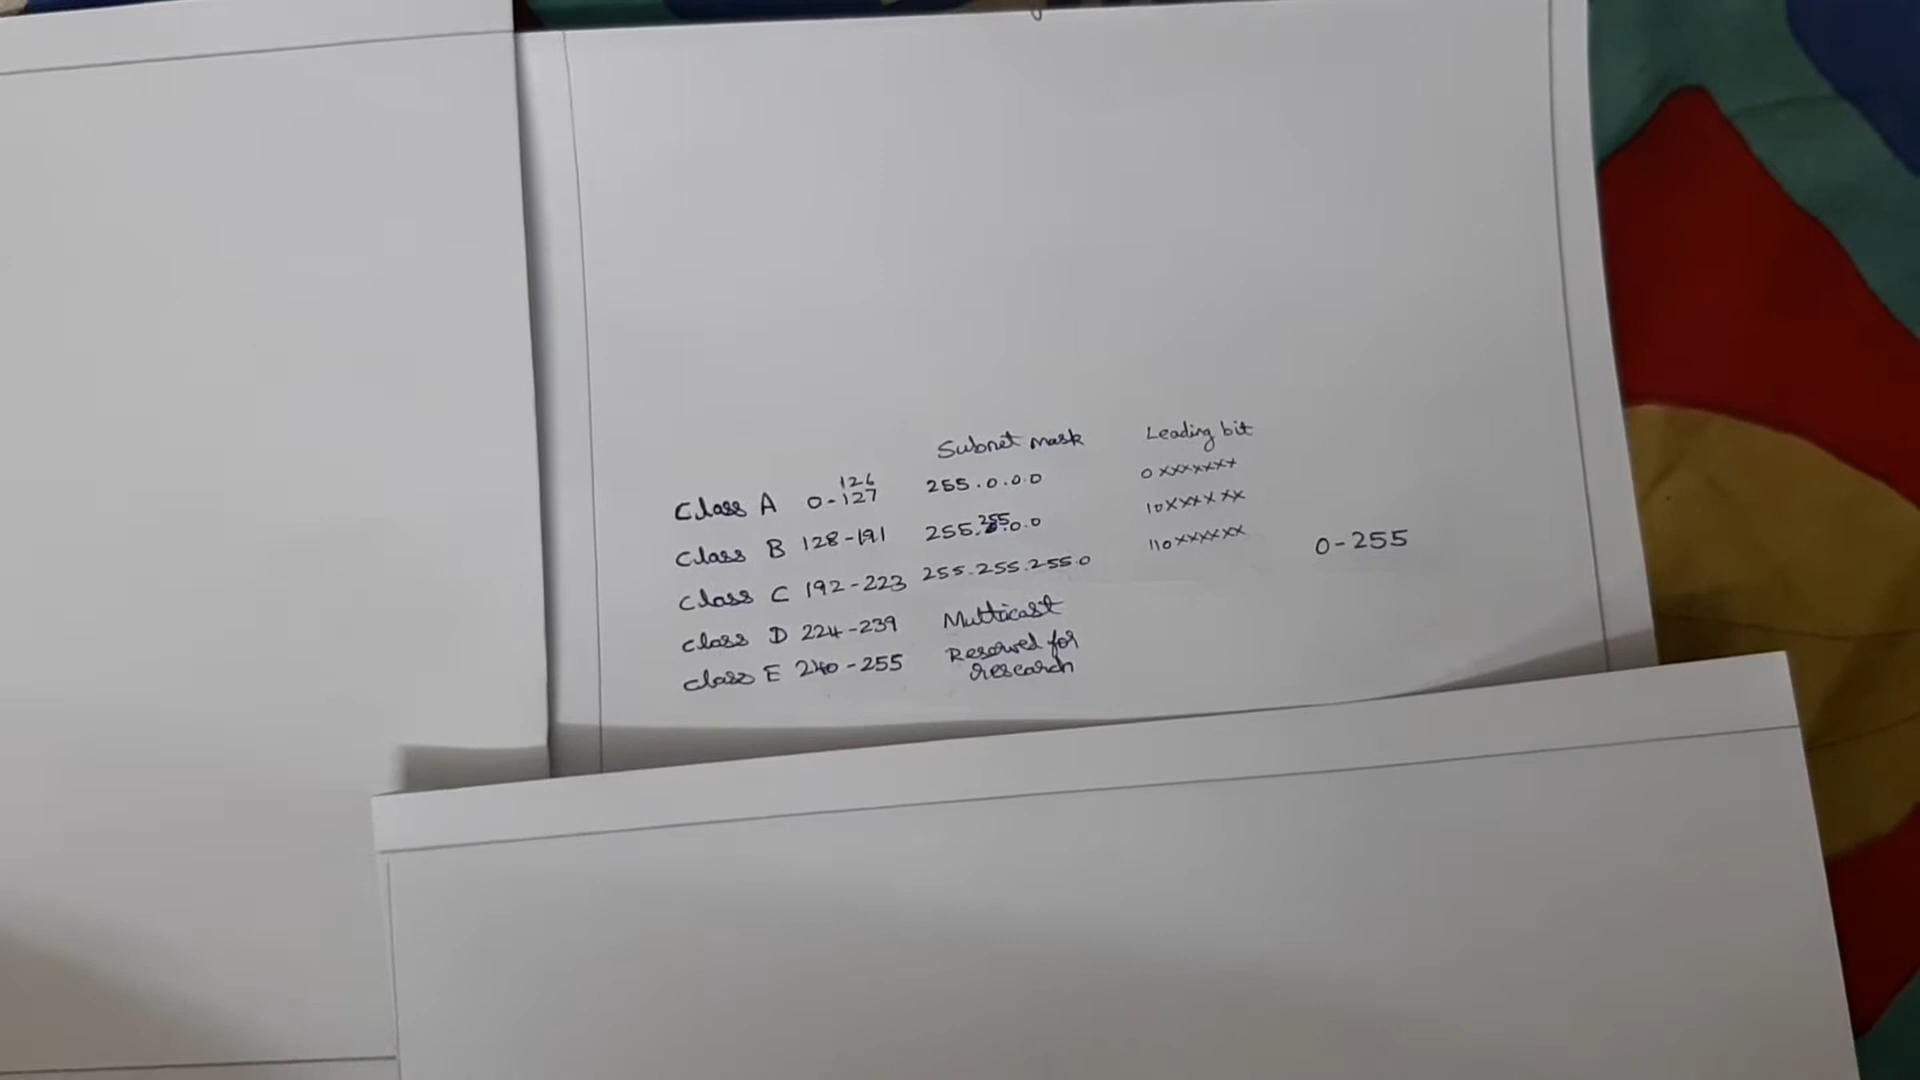 Subnet mask Leading bit
126
Class A 0-127 255.0.0.0 0xxxxxxx
Class B 128-191 255.255.0.0 10xxxxxx
Class C 192-223 255.255.255.0 110xxxxxx 0-255
Class D 224-239 Multicast
Class E 240-255 Reserved for
research